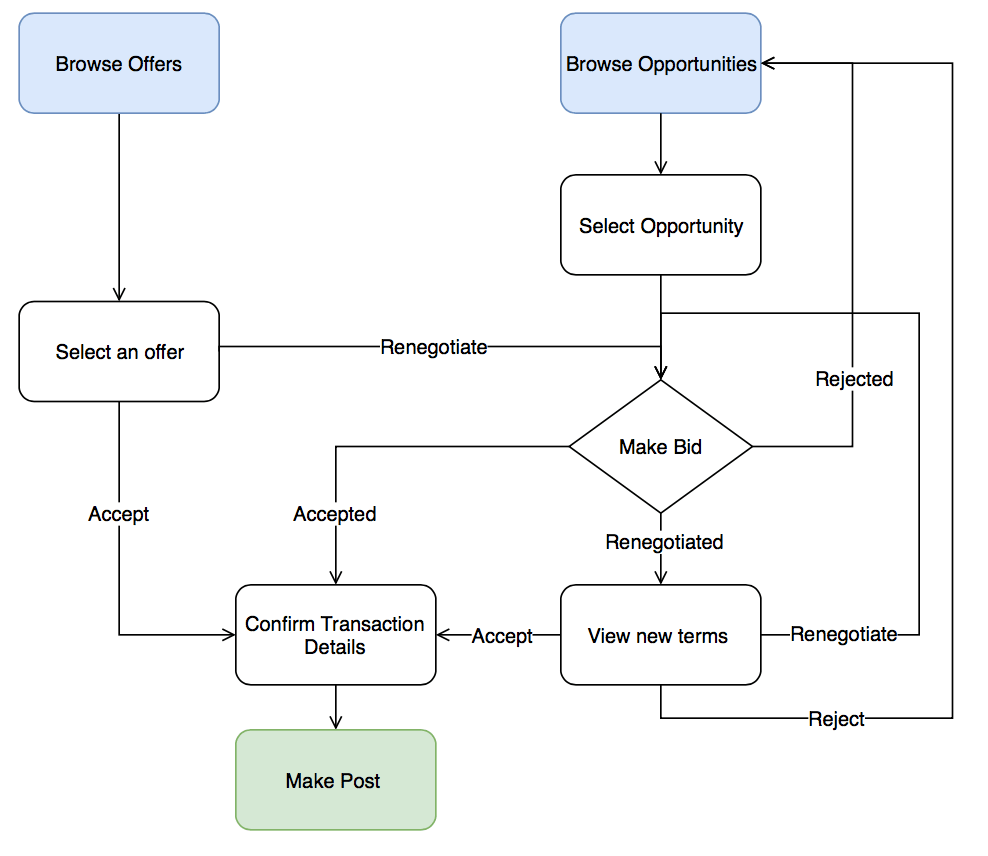 Browse Offers
Browse Opportunities
Select Opportunity
Select an offer
Renegotiate
Rejected
Make Bid
Accept
Accepted
Renegotiated
Confirm Transaction
Details
Accept
View new terms
Renegotiate
Reject
Make Post